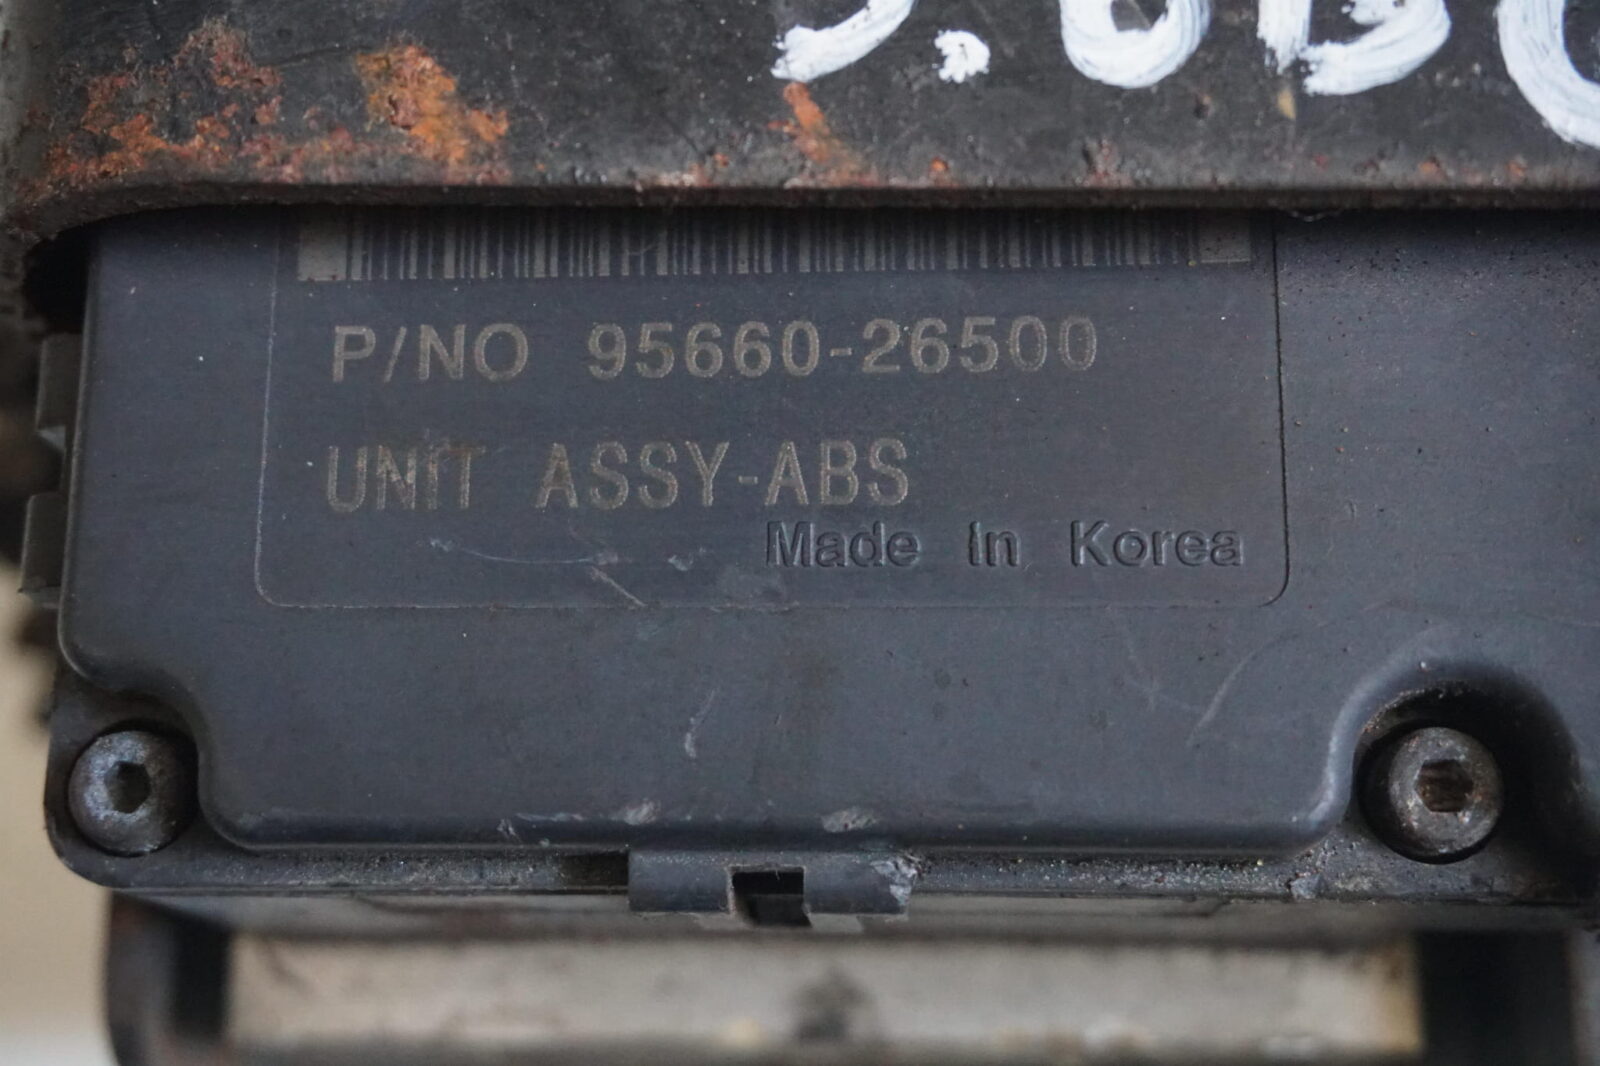 P/NO 95660-26500
UNIT ASSY-ABS
Made In Korea